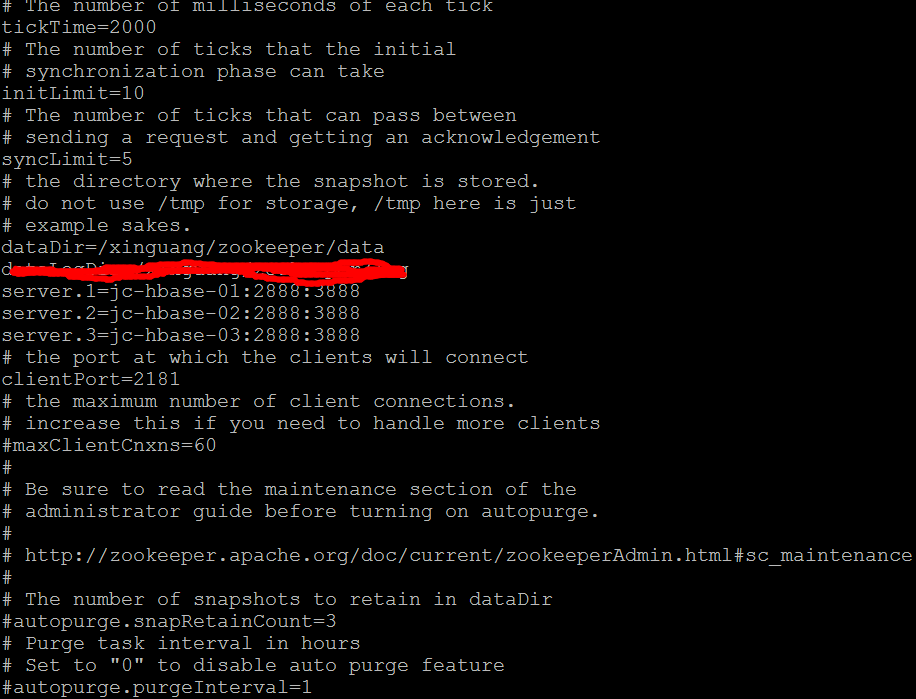 # The number of milliseconds of each tick
tickTime=2000
# The number of ticks that the initial
# synchronization phase can take
initLimit=10
# The number of ticks that can pass between
# sending a request and getting an acknowledgement
syncLimit=5
# the directory where the snapshot is stored.
# do not use /tmp for storage, /tmp here is just
# example sakes.
dataDir=/xinguang/zookeeper/data
server.1=jc-hbase-01:2888:3888
server.2=jc-hbase-02:2888:3888
server.3=jc-hbase-03:2888:3888
# the port at which the clients will connect
clientPort=2181
# the maximum number of client connections.
# increase this if you need to handle more clients
#maxClientCnxns=60
#
# Be sure to read the maintenance section of the
# administrator guide before turning on autopurge.
#
# http://zookeeper.apache.org/doc/current/zookeeperAdmin.html#sc_maintenance
#
# The number of snapshots to retain in dataDir
#autopurge.snapRetainCount=3
# Purge task interval in hours
# Set to "0" to disable auto purge feature
#autopurge.purgeInterval=1